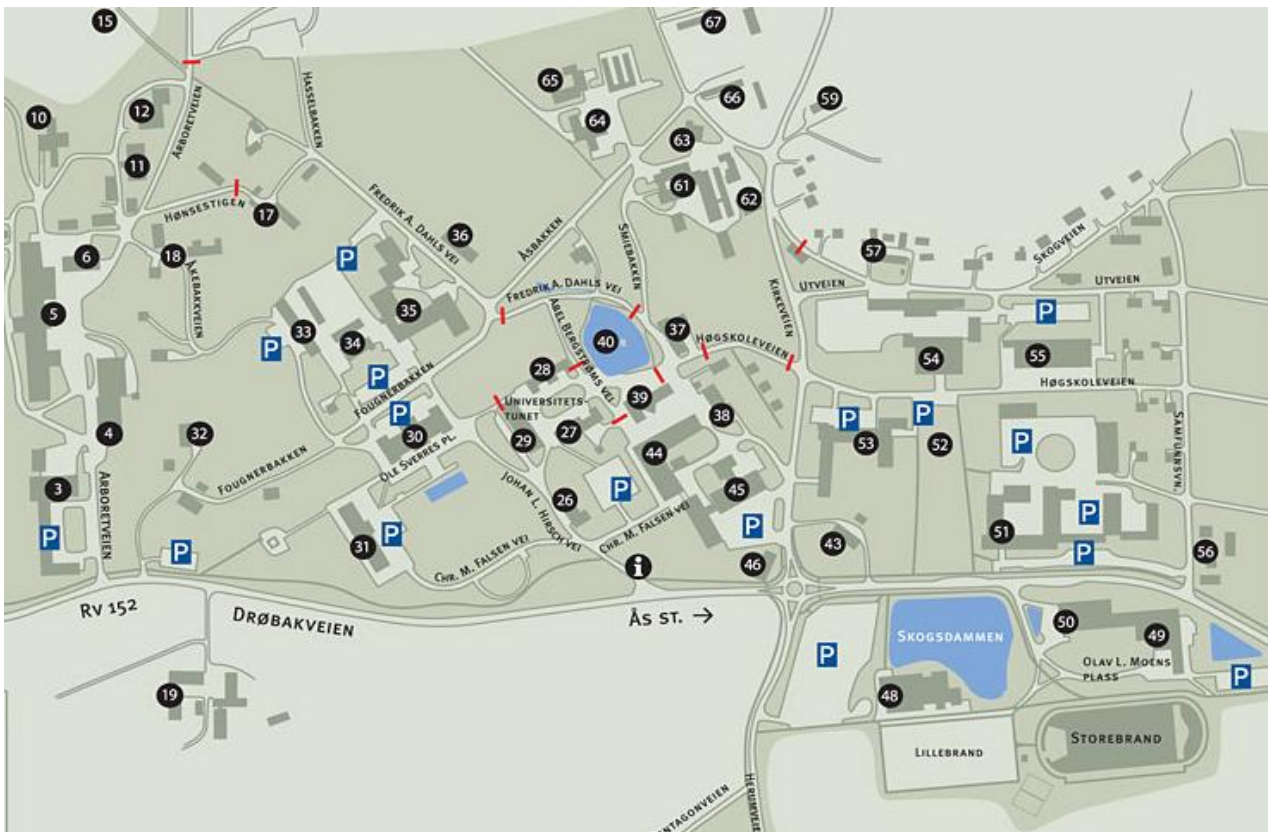 15
67
65
66
59
10
12
ARBORETVEIEN
HASSELBAKKEN
64
63
11
61
62
HØNSESTIGEN
17
FREDRIK A. DAHLS VEI
36
ÅSBAKKEN
SMIEBAKKEN
6
18
ÅKEBAKKVEIEN
P
57
SKOGVEIEN
KIRKEVEIEN
UTVEIEN
UTVEIEN
5
33
35
FREDRIK A. DAHLS VEI
ABEL BERGSTRØMS VEI
P
34
40
37
HØGSKOLEVEIEN
P
54
55
P
28
FOUGNERBAKKEN
HØGSKOLEVEIEN
UNIVERSITETS-
TUNET
39
38
P
4
32
30
29
27
P
P
53
52
P
44
OLE SVERRES PL.
FOUGNERBAKKEN
SAMFUNNSVN.
3
ARBORETVEIEN
JOHAN L. HIRSCH VEI
P
45
26
P
P
P
31
P
CHR. M. FALSEN VEI
CHR. M. FALSEN VEI
P
43
51
P
56
46
i
RV 152
DRØBAKVEIEN
ÅS ST. →
50
49
SKOGSDAMMEN
P
OLAV L. MOENS
PLASS
P
19
48
LILLEBRAND
STOREBRAND
HERUMVEIE
ENTAGONVEIEN